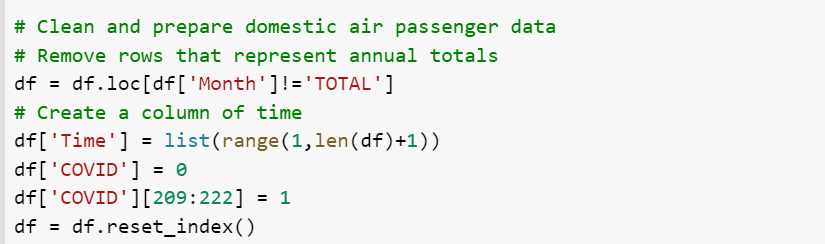 # Clean and prepare domestic air passenger data
# Remove rows that represent annual totals
df = df.loc[df['Month']!='TOTAL']
# Create a column of time
df['Time'] = list(range(1,len(df)+1))
df['COVID'] = 0
df['COVID'][209:222] = 1
df = df.reset_index()